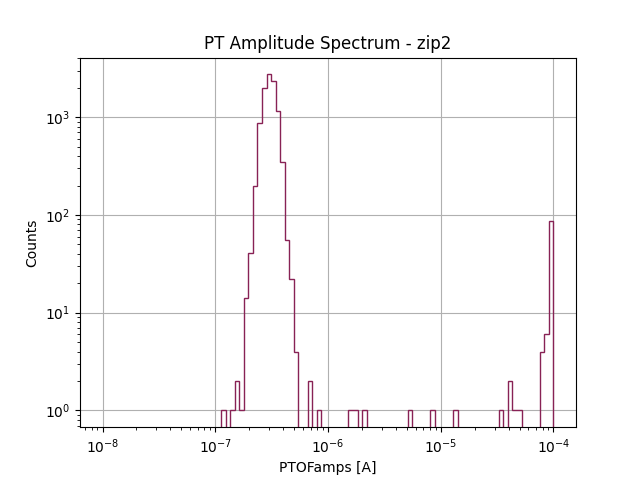 PT Amplitude Spectrum - zip2
Counts
10³
10²
10¹
10⁰
10⁻⁸ 10⁻⁷ 10⁻⁶ 10⁻⁵ 10⁻⁴
PTOFamps [A]